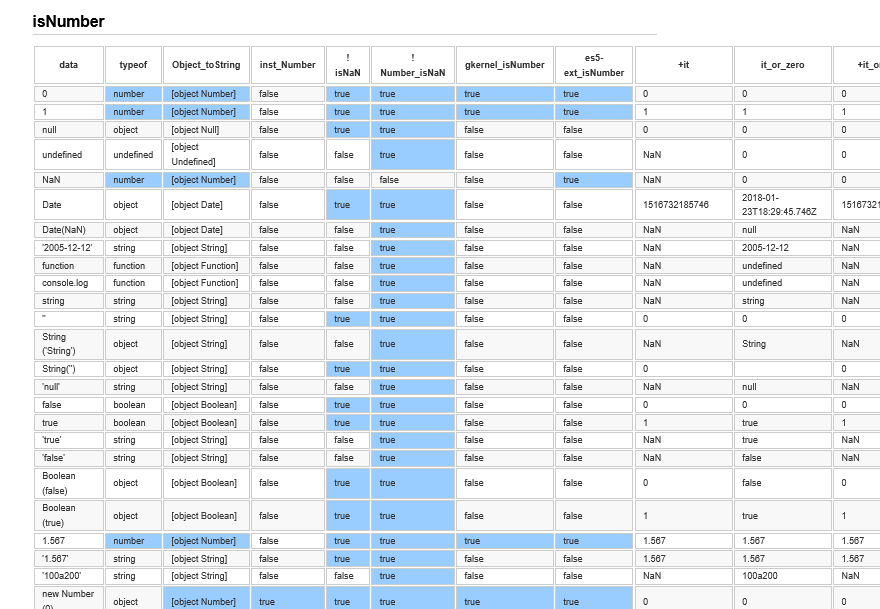 isNumber
data typeof Object_toString inst_Number ! isNaN ! Number_isNaN gkernel_isNumber es5-ext_isNumber +it it_or_zero +it_or
0 number [object Number] false true true true true 0 0 0
1 number [object Number] false true true true true 1 1 1
null object [object Null] false true true false false 0 0 0
undefined undefined [object Undefined] false false true false false NaN 0 0
NaN number [object Number] false false false false true NaN 0 0
Date object [object Date] false true true false false 1516732185746 2018-01-23T18:29:45.746Z 1516732
Date(NaN) object [object Date] false false true false false NaN null NaN
'2005-12-12' string [object String] false false true false false NaN 2005-12-12 NaN
function function [object Function] false false true false false NaN undefined NaN
console.log function [object Function] false false true false false NaN undefined NaN
string string [object String] false false true false false NaN string NaN
'' string [object String] false true true false false 0 0 0
String ('String') object [object String] false false true false false NaN String NaN
String('') object [object String] false true true false false 0 0
'null' string [object String] false false true false false NaN null NaN
false boolean [object Boolean] false true true false false 0 0 0
true boolean [object Boolean] false true true false false 1 true 1
'true' string [object String] false false true false false NaN true NaN
'false' string [object String] false false true false false NaN false NaN
Boolean (false) object [object Boolean] false true true false false 0 false 0
Boolean (true) object [object Boolean] false true true false false 1 true 1
1.567 number [object Number] false true true true true 1.567 1.567 1.567
'1.567' string [object String] false true true false false 1.567 1.567 1.567
'100a200' string [object String] false false true false false NaN 100a200 NaN
new Number (0) object [object Number] true true true true true 0 0 0